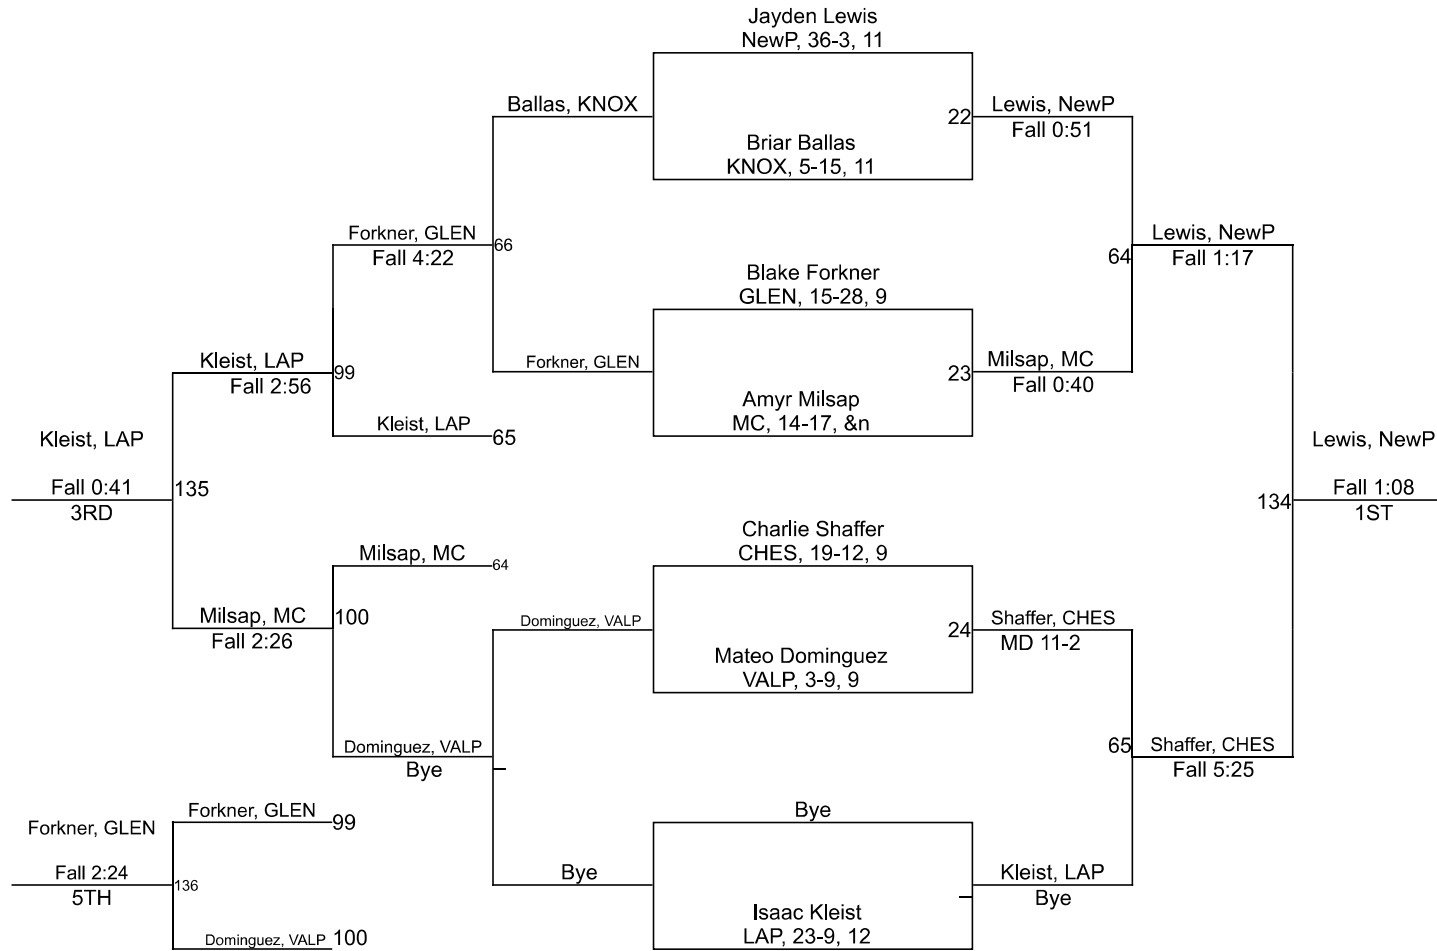 Jayden Lewis
NewP, 36-3, 11
Ballas, KNOX
22
Lewis, NewP
Fall 0:51
Briar Ballas
KNOX, 5-15, 11
Forkner, GLEN
Fall 4:22
66
64
Lewis, NewP
Fall 1:17
Blake Forkner
GLEN, 15-28, 9
Kleist, LAP
Fall 2:56
99
Forkner, GLEN
23
Milsap, MC
Fall 0:40
Amyr Milsap
MC, 14-17, &n
Kleist, LAP
65
Kleist, LAP
Fall 0:41
3RD
135
Lewis, NewP
134
Fall 1:08
1ST
Charlie Shaffer
CHES, 19-12, 9
Milsap, MC
64
Milsap, MC
Fall 2:26
100
Dominguez, VALP
24
Shaffer, CHES
MD 11-2
Mateo Dominguez
VALP, 3-9, 9
Dominguez, VALP
Bye
65
Shaffer, CHES
Fall 5:25
Bye
Forkner, GLEN
99
Forkner, GLEN
Fall 2:24
5TH
136
Bye
Kleist, LAP
Bye
Isaac Kleist
LAP, 23-9, 12
Dominguez, VALP
100